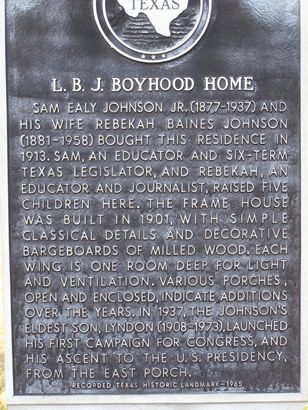 TEXAS
L. B. J. BOYHOOD HOME
SAM EALY JOHNSON JR. (1877-1937) AND
HIS WIFE REBEKAH BAINES JOHNSON
(1881-1958) BOUGHT THIS RESIDENCE IN
1913. SAM, AN EDUCATOR AND SIX-TERM
TEXAS LEGISLATOR, AND REBEKAH, AN
EDUCATOR AND JOURNALIST, RAISED FIVE
CHILDREN HERE. THE FRAME HOUSE
WAS BUILT IN 1901, WITH SIMPLE
CLASSICAL DETAILS AND DECORATIVE
BARGEBOARDS OF MILLED WOOD. EACH
WING IS ONE ROOM DEEP FOR LIGHT
AND VENTILATION. VARIOUS PORCHES,
OPEN AND ENCLOSED, INDICATE ADDITIONS
OVER THE YEARS. IN 1937, THE JOHNSON'S
ELDEST SON, LYNDON (1908-1973), LAUNCHED
HIS FIRST CAMPAIGN FOR CONGRESS, AND
HIS ASCENT TO THE U.S. PRESIDENCY,
FROM THE EAST PORCH.
RECORDED TEXAS HISTORIC LANDMARK-1965